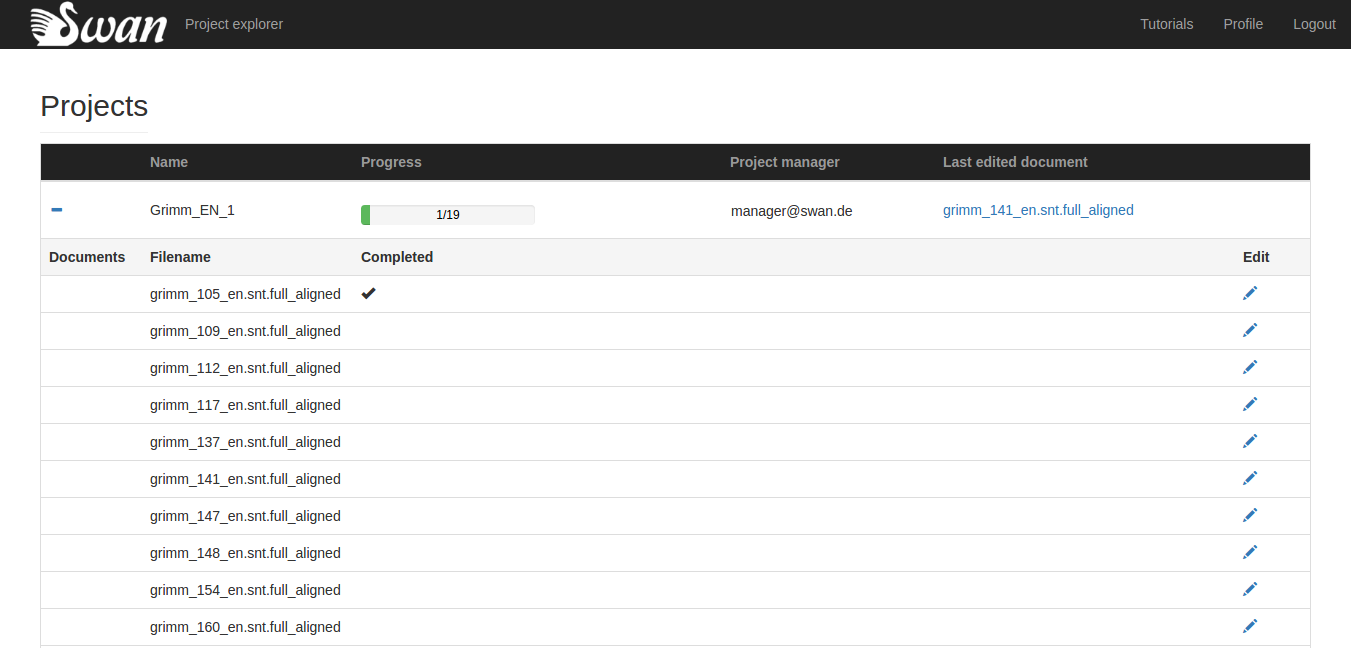 Swan Project explorer Tutorials Profile Logout
Projects
Name Progress Project manager Last edited document
Grimm_EN_1 1/19 manager@swan.de grimm_141_en.snt.full_aligned
Documents Filename Completed Edit
grimm_105_en.snt.full_aligned
grimm_109_en.snt.full_aligned
grimm_112_en.snt.full_aligned
grimm_117_en.snt.full_aligned
grimm_137_en.snt.full_aligned
grimm_141_en.snt.full_aligned
grimm_147_en.snt.full_aligned
grimm_148_en.snt.full_aligned
grimm_154_en.snt.full_aligned
grimm_160_en.snt.full_aligned